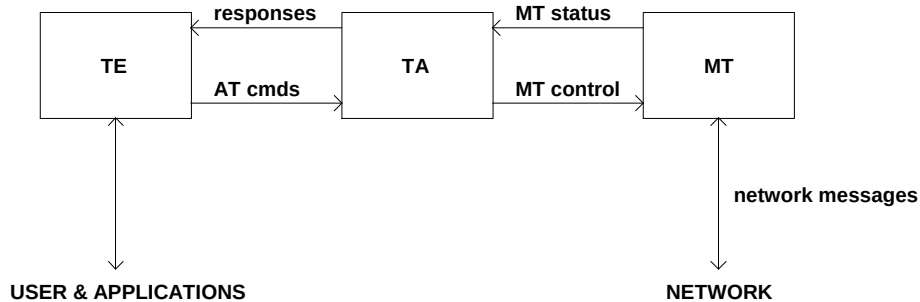 responses
MT status
TE
TA
MT
AT cmds
MT control
network messages
USER & APPLICATIONS
NETWORK